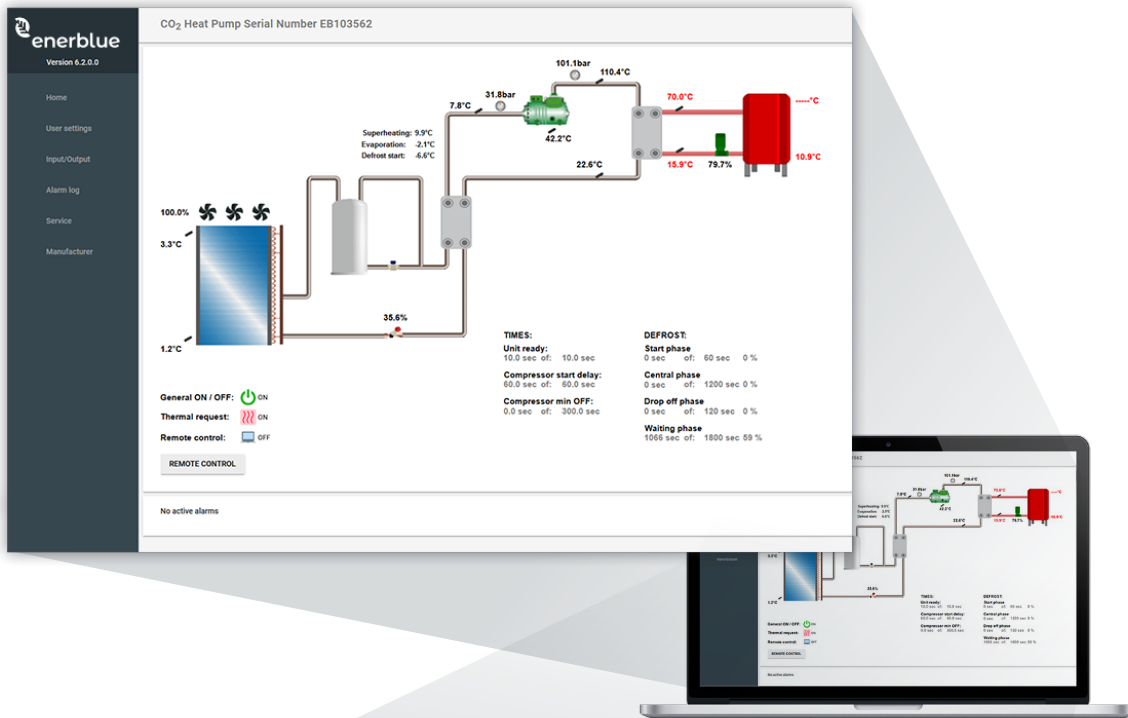 enerblue
Version 6.2.0.0
Home
User settings
Input/Output
Alarm log
Service
Manufacturer
CO2 Heat Pump Serial Number EB103562
101.1bar
110.4°C
31.8bar
7.8°C
42.2°C
70.0°C
-----°C
Superheating: 9.9°C
Evaporation: -2.1°C
Defrost start: -6.6°C
22.6°C
15.9°C
79.7%
10.9°C
100.0%
3.3°C
1.2°C
35.6%
TIMES:
Unit ready:
10.0 sec of: 10.0 sec
Compressor start delay:
60.0 sec of: 60.0 sec
Compressor min OFF:
0.0 sec of: 300.0 sec
DEFROST:
Start phase
0 sec of: 60 sec 0 %
Central phase
0 sec of: 1200 sec 0 %
Drop off phase
0 sec of: 120 sec 0 %
Waiting phase
1066 sec of: 1800 sec 59 %
General ON / OFF: ON
Thermal request: ON
Remote control: OFF
REMOTE CONTROL
No active alarms